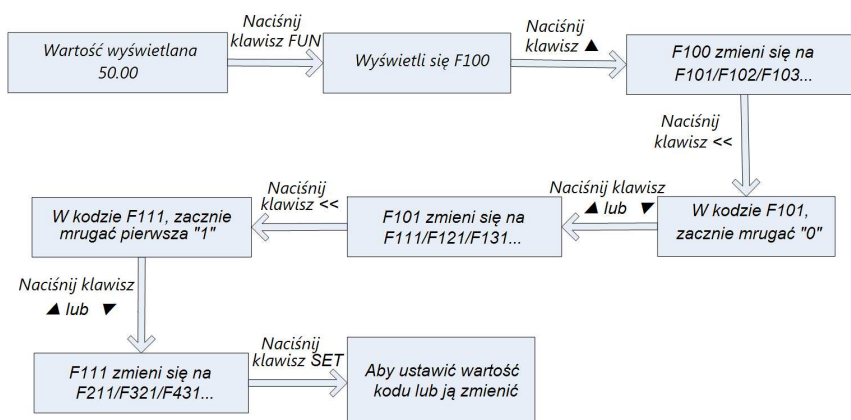 Wartość wyświetlana
50.00
Naciśnij
klawisz FUN
Wyświetli się F100
Naciśnij
klawisz ▲
F100 zmieni się na
F101/F102/F103...
Naciśnij
klawisz <<
W kodzie F101,
zacznie mrugać "0"
Naciśnij klawisz
▲ lub ▼
F101 zmieni się na
F111/F121/F131...
Naciśnij
klawisz <<
W kodzie F111, zacznie
mrugać pierwsza "1"
Naciśnij klawisz
▲ lub ▼
F111 zmieni się na
F211/F321/F431...
Naciśnij
klawisz SET
Aby ustawić wartość
kodu lub ją zmienić